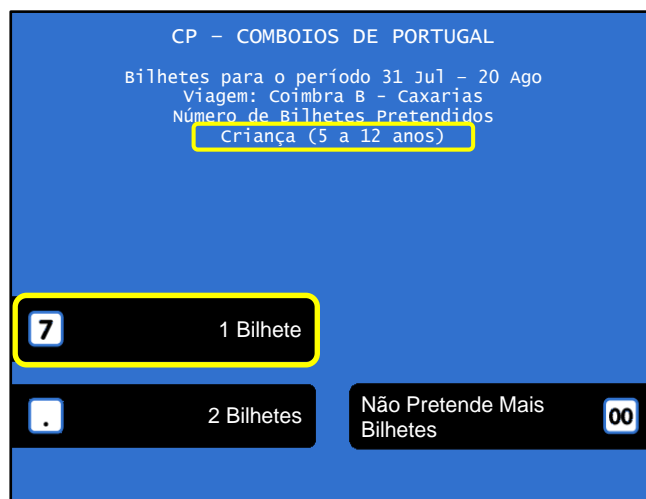 CP – COMBOIOS DE PORTUGAL
Bilhetes para o período 31 Jul – 20 Ago
Viagem: Coimbra B - Caxarias
Número de Bilhetes Pretendidos
Criança (5 a 12 anos)
7 1 Bilhete
. 2 Bilhetes
Não Pretende Mais
Bilhetes
00